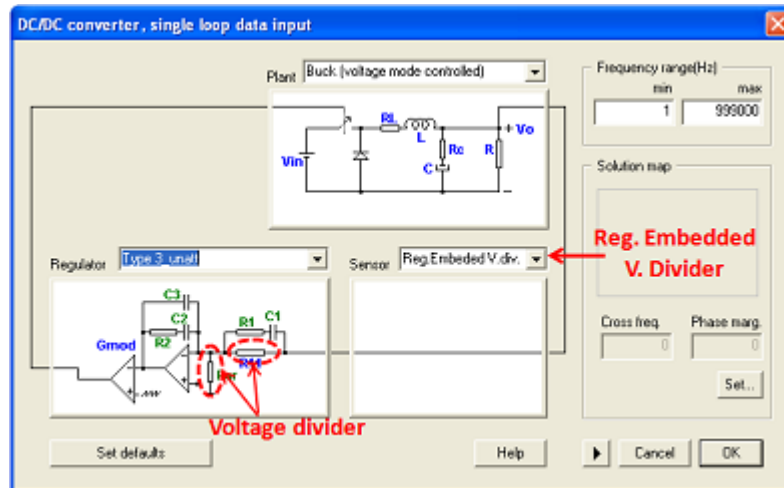 DC/DC converter, single loop data input
Plant Buck (voltage mode controlled)
Frequency range(Hz)
min max
1 999000
RL
L
+ Vo
Vin
Rc
R
C
Solution map
Reg. Embedded
V. Divider
Regulator Type 3_unatt
Sensor Reg.Embeded V.div.
C3
C2
R2
R1 C1
Gmod
Cross freq. Phase marg.
0 0
Set...
Voltage divider
Set defaults
Help
Cancel
OK